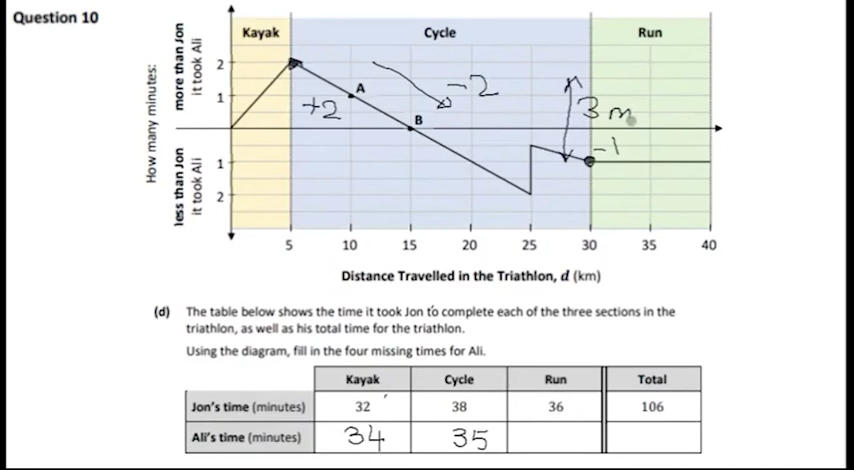 Question 10
Kayak
Cycle
Run
How many minutes:
more than Jon
it took Ali
less than Jon
it took Ali
2
1
1
2
A
B
+2
-2
3 m
-1
5 10 15 20 25 30 35 40
Distance Travelled in the Triathlon, d (km)
(d) The table below shows the time it took Jon to complete each of the three sections in the
triathlon, as well as his total time for the triathlon.
Using the diagram, fill in the four missing times for Ali.
Kayak Cycle Run Total
Jon's time (minutes) 32 38 36 106
Ali's time (minutes) 34 35